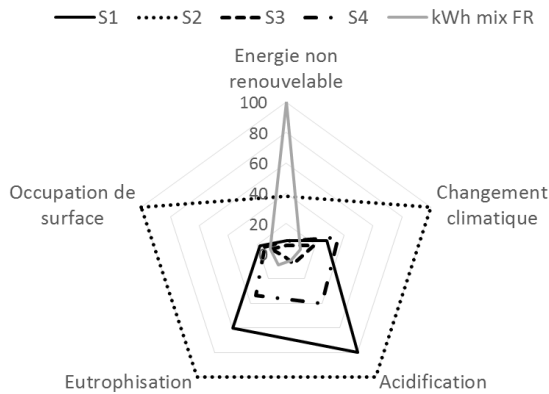 S1 S2 S3 S4 kWh mix FR
Energie non
renouvelable
100
80
60
40
20
0
Changement
climatique
Acidification
Eutrophisation
Occupation de
surface